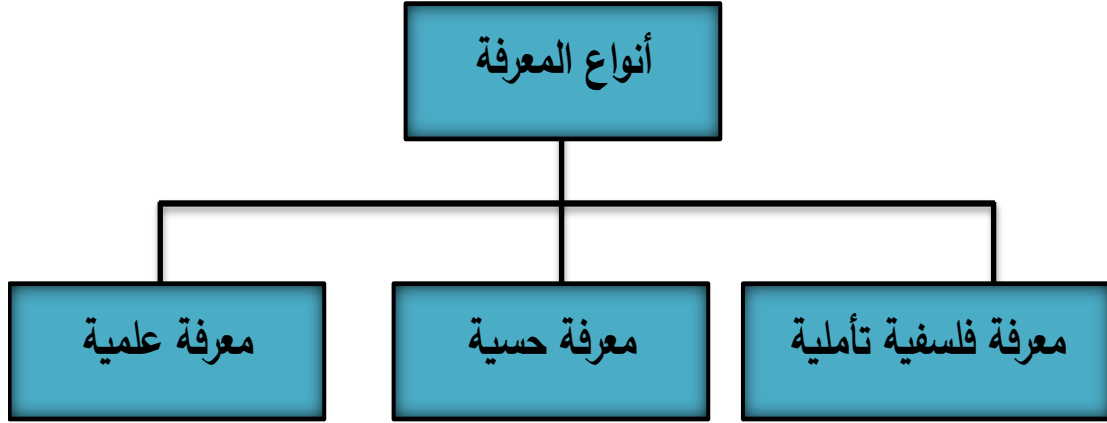 أنواع المعرفة
معرفة فلسفية تأملية
معرفة حسية
معرفة علمية